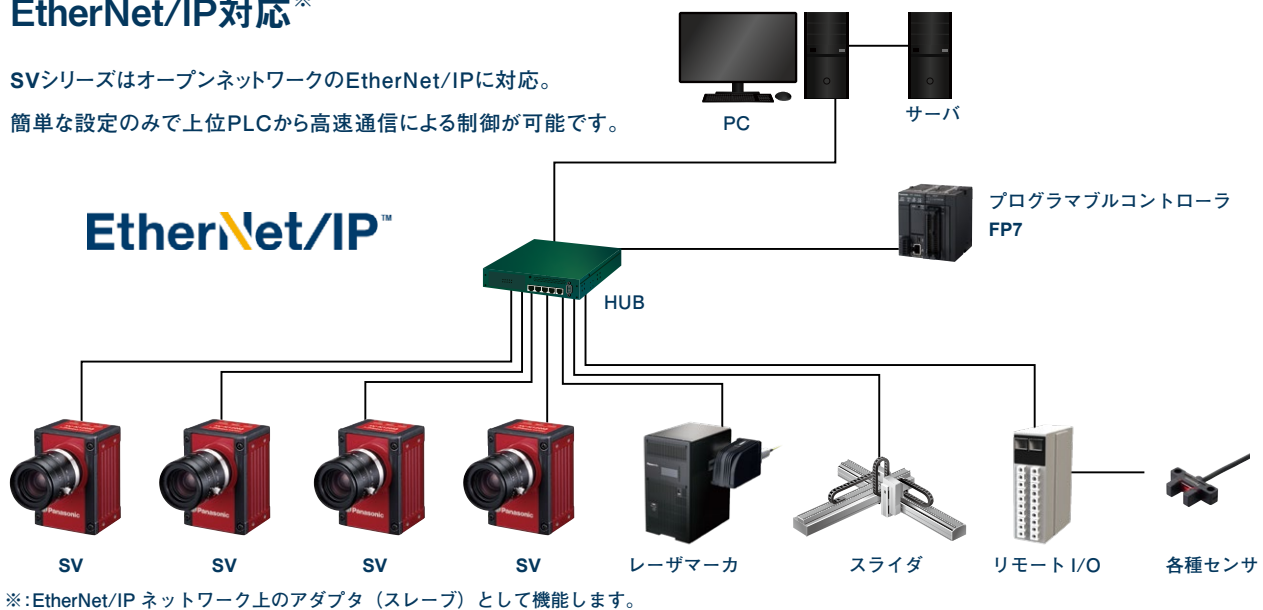 EtherNet/IP対応※
SVシリーズはオープンネットワークのEtherNet/IPに対応。
簡単な設定のみで上位PLCから高速通信による制御が可能です。
PC
サーバ
EtherNet/IP™
プログラマブルコントローラ
FP7
HUB
Panasonic
Panasonic
Panasonic
Panasonic
SV
SV
SV
SV
レーザマーカ
スライダ
リモート I/O
各種センサ
※:EtherNet/IP ネットワーク上のアダプタ（スレーブ）として機能します。